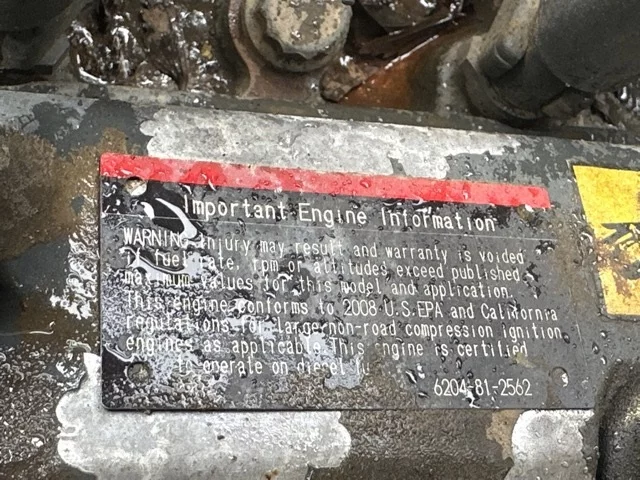 Important Engine Information
WARNING Injury may result and warranty is voided
if fuel rate, rpm or altitudes exceed published
maximum values for this model and application.
This engine conforms to 2008 U.S.EPA and California
regulations for large non-road compression ignition
engines as applicable.This engine is certified
to operate on diesel fu
6204-81-2562